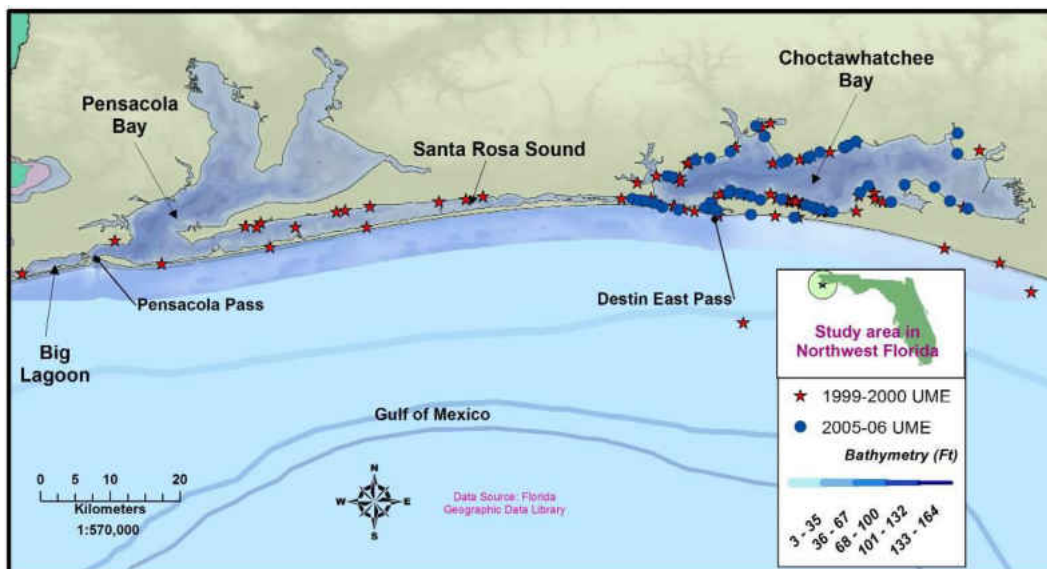 Choctawhatchee
Bay
Pensacola
Bay
Santa Rosa Sound
Pensacola Pass
Destin East Pass
Big
Lagoon
Study area in
Northwest Florida
1999-2000 UME
2005-06 UME
Bathymetry (Ft)
3 - 35
36 - 67
68 - 100
101 - 132
133 - 164
Gulf of Mexico
0 5 10 20
Kilometers
1:570,000
N
W E
S
Data Source: Florida
Geographic Data Library